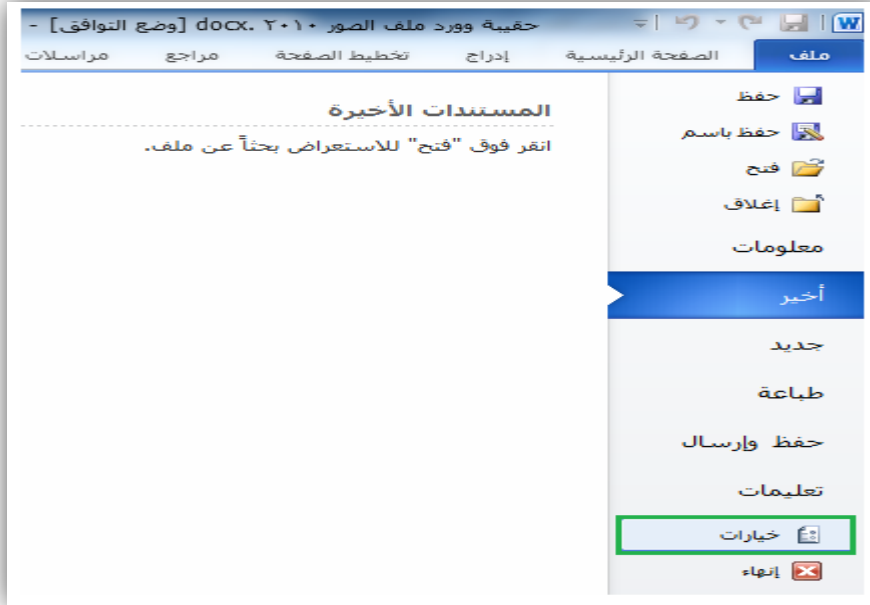 حقيبة وورد ملف الصور ٢٠١٠ .docx [وضع التوافق] -
ملف الصفحة الرئيسية إدراج تخطيط الصفحة مراجع مراسلات
حفظ
حفظ باسم
فتح
إغلاق
معلومات
أخير
جديد
طباعة
حفظ وإرسال
تعليمات
خيارات
إنهاء
المستندات الأخيرة
انقر فوق "فتح" للاستعراض بحثاً عن ملف.